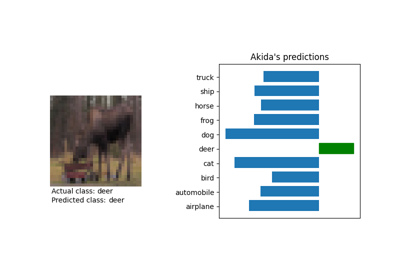 Akida's predictions
truck
ship
horse
frog
dog
deer
cat
bird
automobile
airplane
Actual class: deer
Predicted class: deer